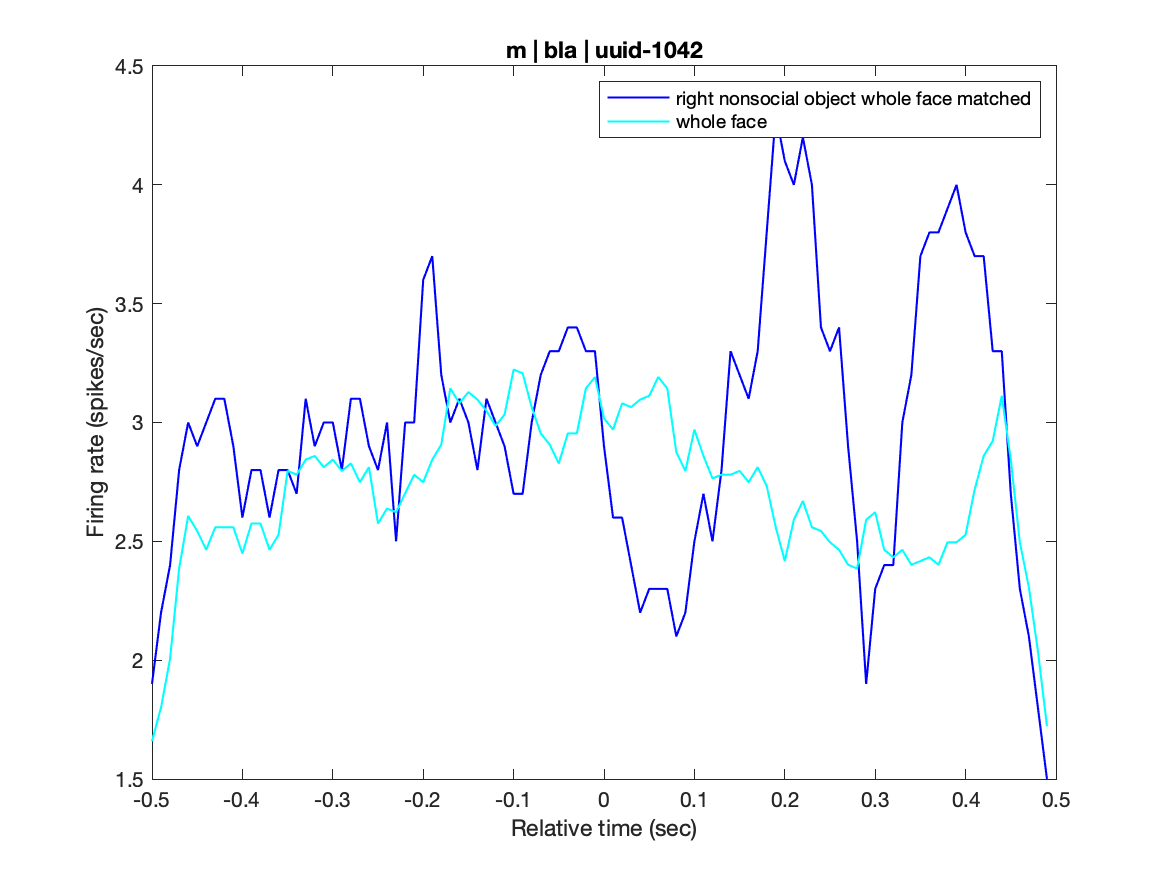 m | bla | uuid-1042
4.5
right nonsocial object whole face matched
whole face
4
3.5
3
2.5
2
1.5
Firing rate (spikes/sec)
-0.5 -0.4 -0.3 -0.2 -0.1 0 0.1 0.2 0.3 0.4 0.5
Relative time (sec)